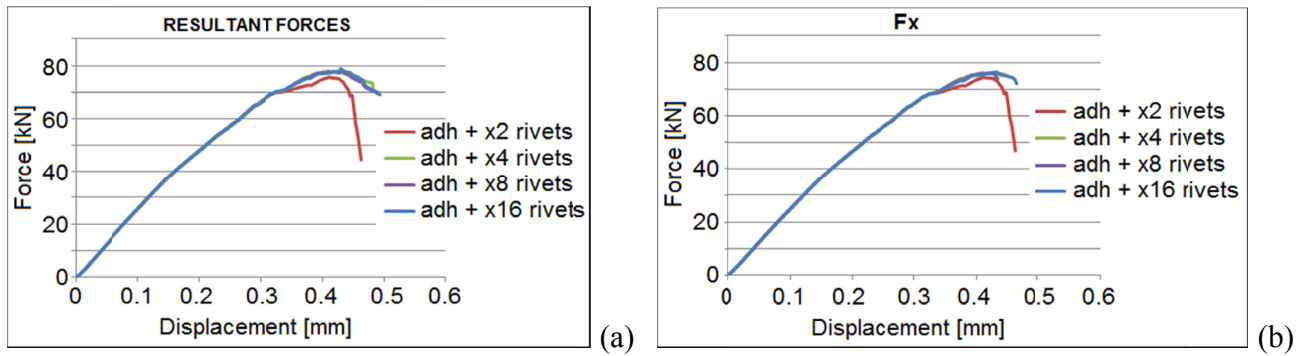 RESULTANT FORCES
Force [kN]
80
60
40
20
0
0 0.1 0.2 0.3 0.4 0.5 0.6
Displacement [mm]
adh + x2 rivets
adh + x4 rivets
adh + x8 rivets
adh + x16 rivets
(a)
Fx
Force [kN]
80
60
40
20
0
0 0.1 0.2 0.3 0.4 0.5 0.6
Displacement [mm]
adh + x2 rivets
adh + x4 rivets
adh + x8 rivets
adh + x16 rivets
(b)